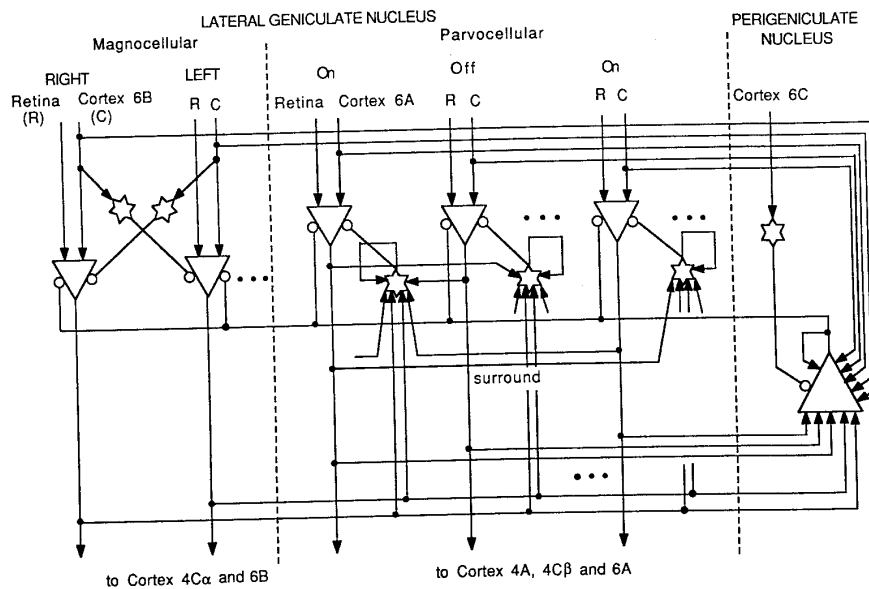 LATERAL GENICULATE NUCLEUS
PERIGENICULATE
NUCLEUS
Magnocellular
Parvocellular
RIGHT
LEFT
On
Off
On
Retina
(R)
Cortex 6B
(C)
R C
Retina Cortex 6A
R C
R C
Cortex 6C
surround
to Cortex 4Cα and 6B
to Cortex 4A, 4Cβ and 6A